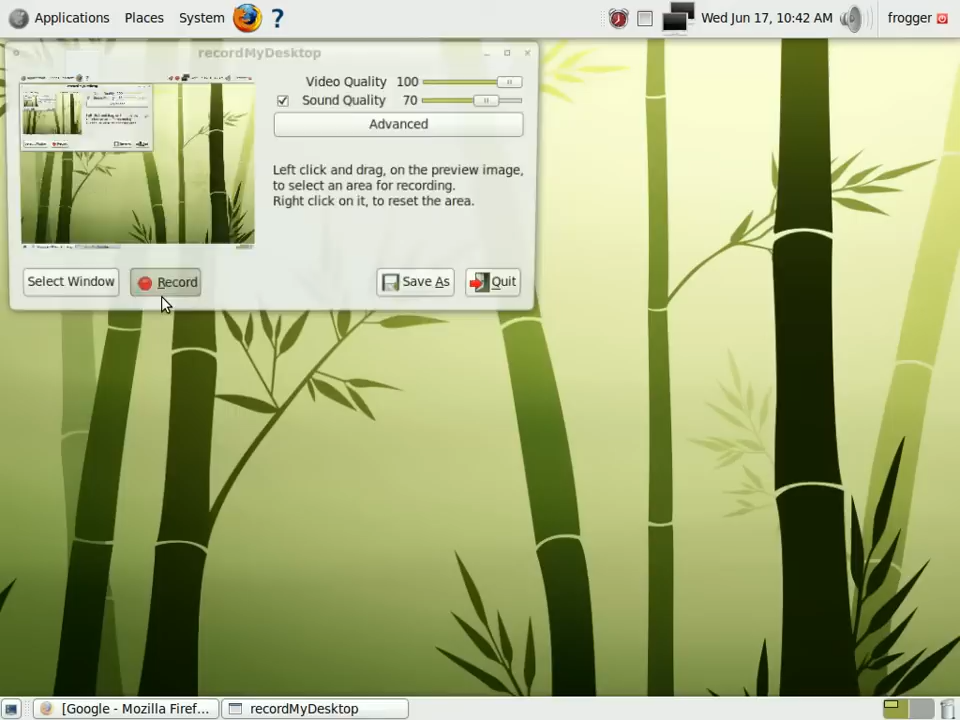 Applications Places System ? Wed Jun 17, 10:42 AM frogger
recordMyDesktop
Video Quality 100
Sound Quality 70
Advanced
Left click and drag, on the preview image,
to select an area for recording.
Right click on it, to reset the area.
Select Window Record Save As Quit
[Google - Mozilla Firef... recordMyDesktop